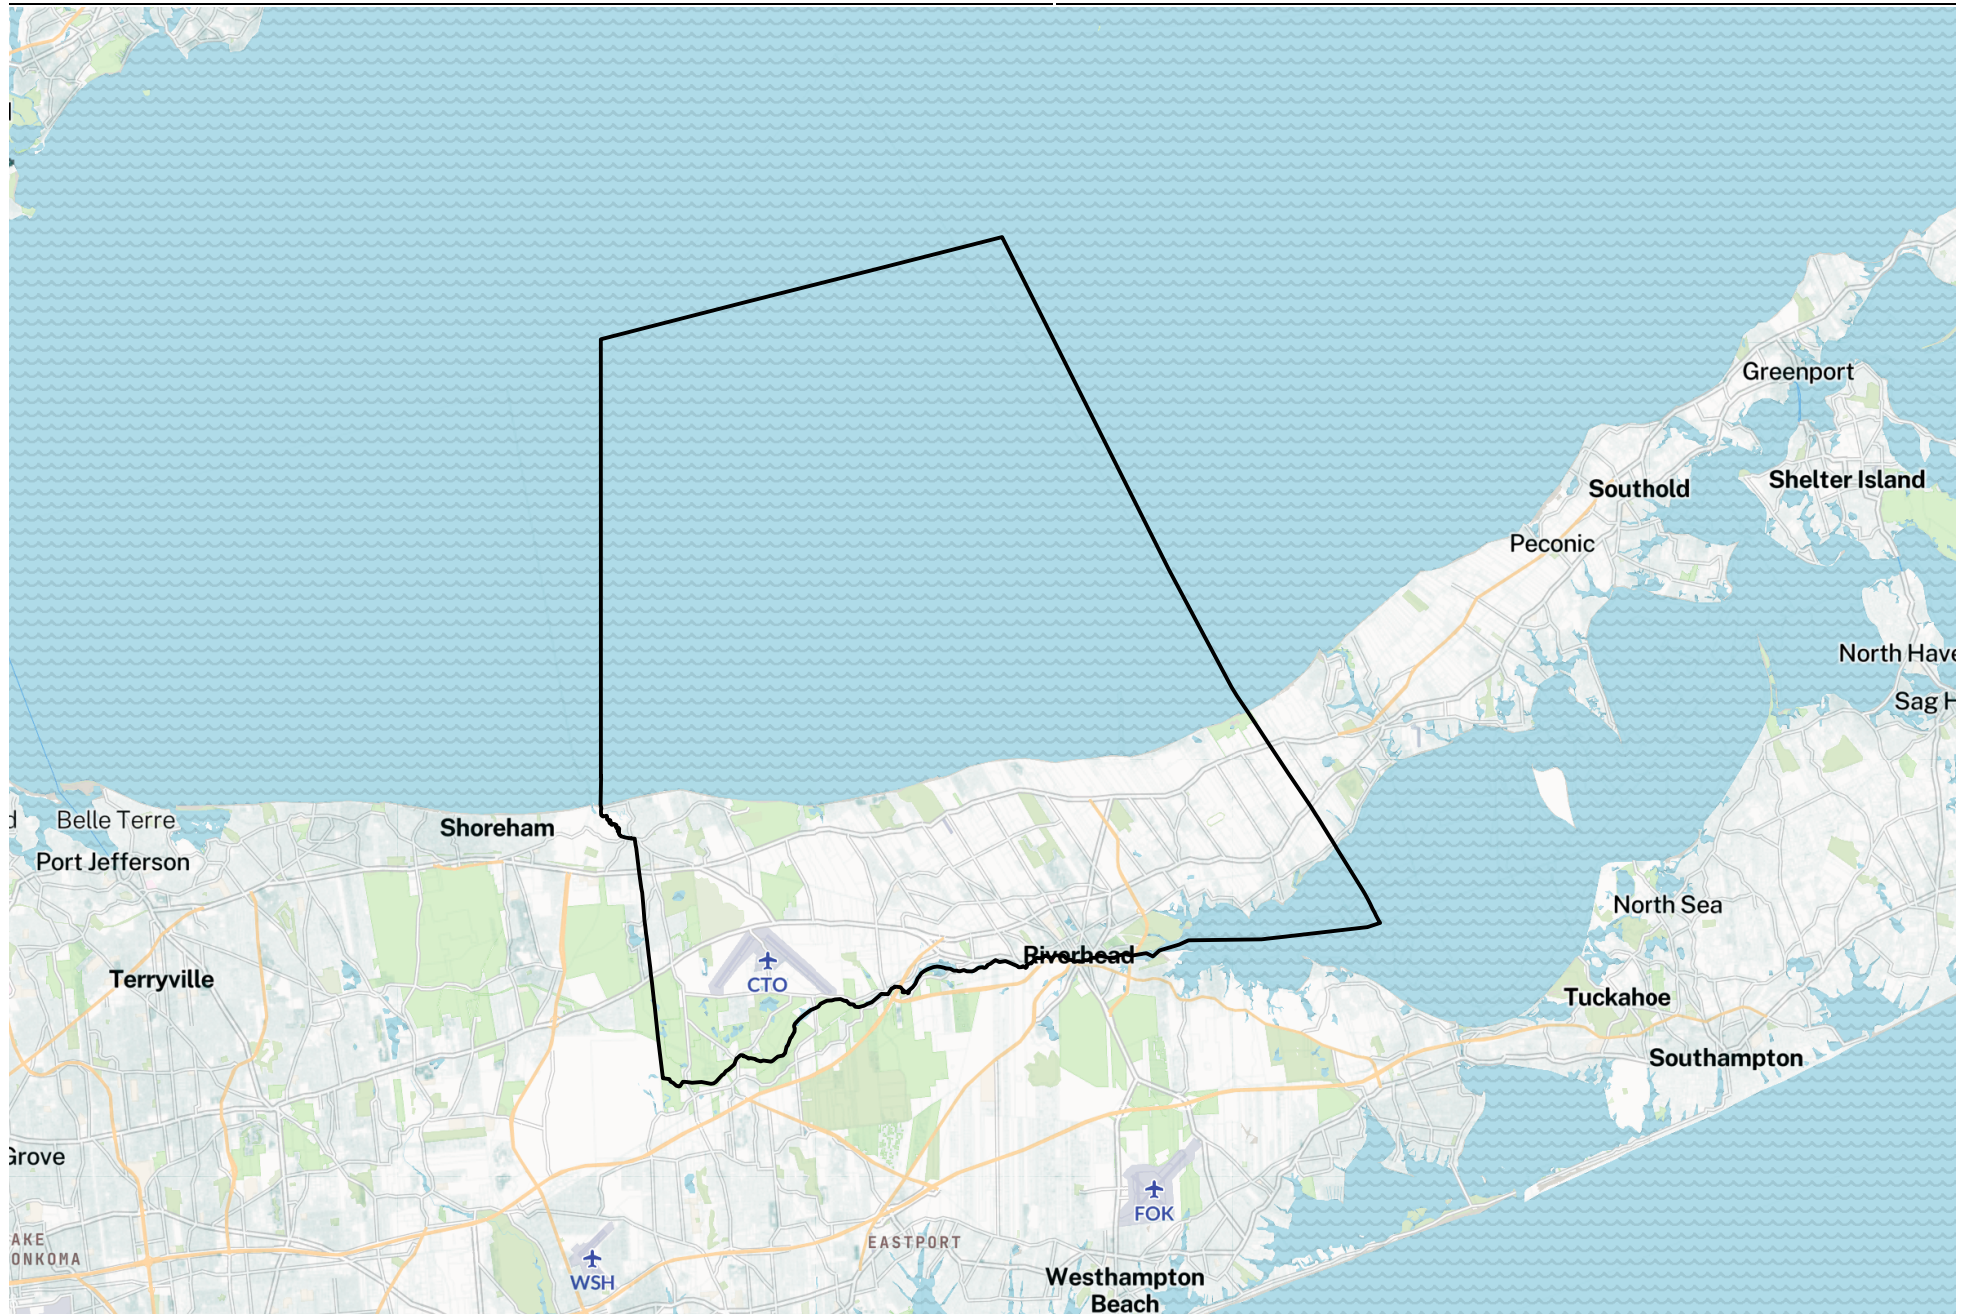 Greenport
Shelter Island
Southold
Peconic
North Have
Sag H
d
Belle Terre
Shoreham
Port Jefferson
North Sea
Riverhead
Terryville
CTO
Tuckahoe
Southampton
Grove
FOK
AKE
ONKOMA
EASTPORT
WSH
Westhampton
Beach